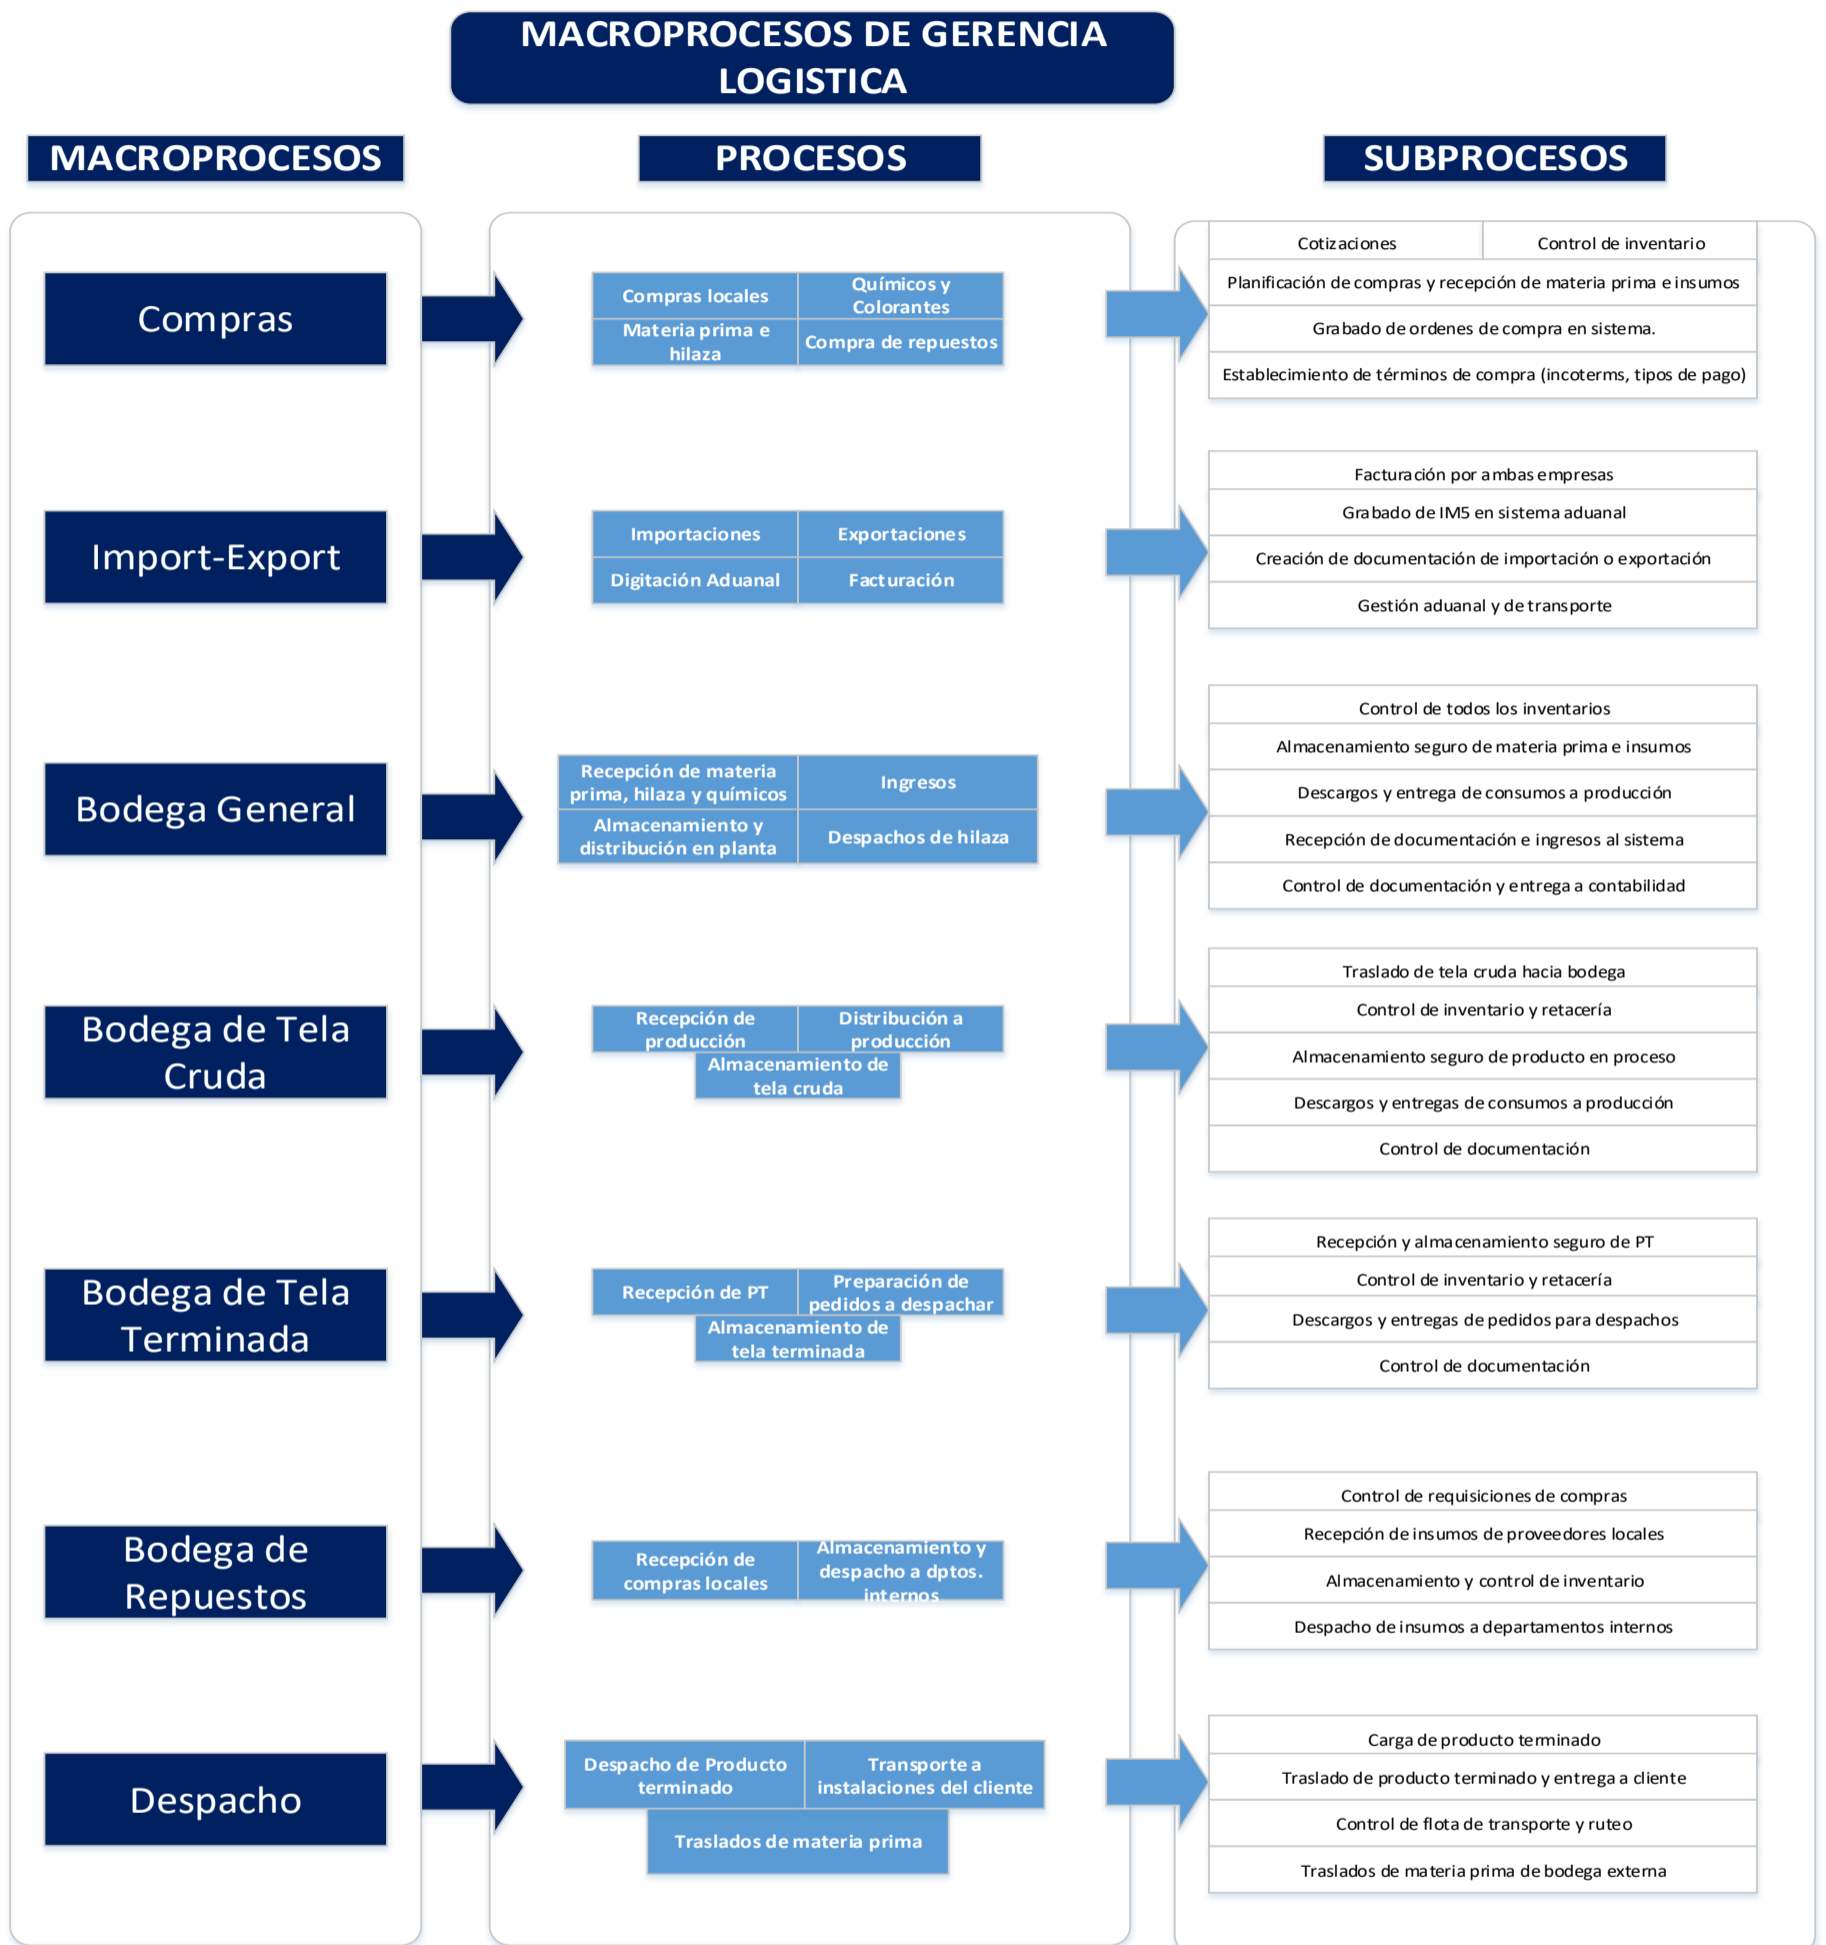 MACROPROCESOS DE GERENCIA
LOGISTICA
MACROPROCESOS
PROCESOS
SUBPROCESOS
Compras
Compras locales
Químicos y
Colorantes
Materia prima e
hilaza
Compra de repuestos
Cotizaciones
Control de inventario
Planificación de compras y recepción de materia prima e insumos
Grabado de ordenes de compra en sistema.
Establecimiento de términos de compra (incoterms, tipos de pago)
Import-Export
Importaciones
Exportaciones
Digitación Aduanal
Facturación
Facturación por ambas empresas
Grabado de IM5 en sistema aduanal
Creación de documentación de importación o exportación
Gestión aduanal y de transporte
Bodega General
Recepción de materia
prima, hilaza y químicos
Ingresos
Almacenamiento y
distribución en planta
Despachos de hilaza
Control de todos los inventarios
Almacenamiento seguro de materia prima e insumos
Descargos y entrega de consumos a producción
Recepción de documentación e ingresos al sistema
Control de documentación y entrega a contabilidad
Bodega de Tela
Cruda
Recepción de
producción
Distribución a
producción
Almacenamiento de
tela cruda
Traslado de tela cruda hacia bodega
Control de inventario y retacería
Almacenamiento seguro de producto en proceso
Descargos y entregas de consumos a producción
Control de documentación
Bodega de Tela
Terminada
Recepción de PT
Preparación de
pedidos a despachar
Almacenamiento de
tela terminada
Recepción y almacenamiento seguro de PT
Control de inventario y retacería
Descargos y entregas de pedidos para despachos
Control de documentación
Bodega de
Repuestos
Recepción de
compras locales
Almacenamiento y
despacho a dptos.
internos
Control de requisiciones de compras
Recepción de insumos de proveedores locales
Almacenamiento y control de inventario
Despacho de insumos a departamentos internos
Despacho
Despacho de Producto
terminado
Transporte a
instalaciones del cliente
Traslados de materia prima
Carga de producto terminado
Traslado de producto terminado y entrega a cliente
Control de flota de transporte y ruteo
Traslados de materia prima de bodega externa